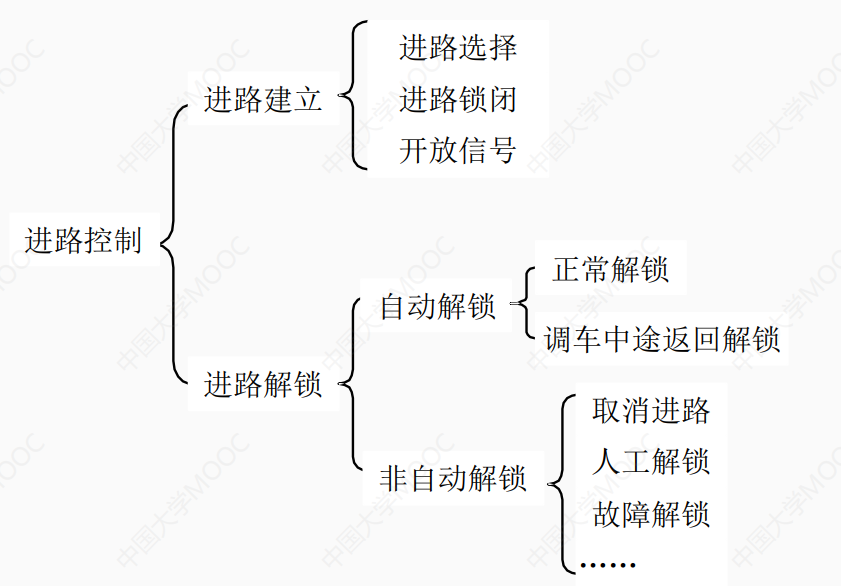 进路选择
进路建立
进路锁闭
开放信号
进路控制
正常解锁
自动解锁
调车中途返回解锁
进路解锁
取消进路
人工解锁
非自动解锁
故障解锁
……
中国大学MOOC